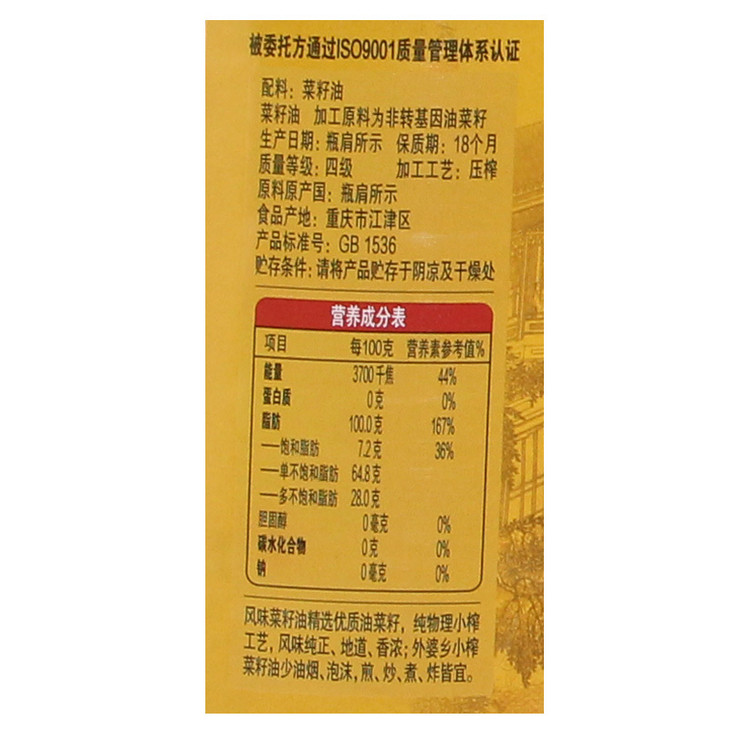 被委托方通过ISO9001质量管理体系认证
配料：菜籽油
菜籽油 加工原料为非转基因油菜籽
生产日期：瓶肩所示 保质期：18个月
质量等级：四级 加工工艺：压榨
原料原产国：瓶肩所示
食品产地：重庆市江津区
产品标准号：GB 1536
贮存条件：请将产品贮存于阴凉及干燥处
营养成分表
项目 每100克 营养素参考值%
能量 3700千焦 44%
蛋白质 0克 0%
脂肪 100.0克 167%
—饱和脂肪 7.2克 36%
—单不饱和脂肪 64.8克
—多不饱和脂肪 28.0克
胆固醇 0毫克 0%
碳水化合物 0克 0%
钠 0毫克 0%
风味菜籽油精选优质油菜籽，纯物理小榨
工艺，风味纯正、地道、香浓；外婆乡小榨
菜籽油少油烟、泡沫，煎、炒、煮、炸皆宜。